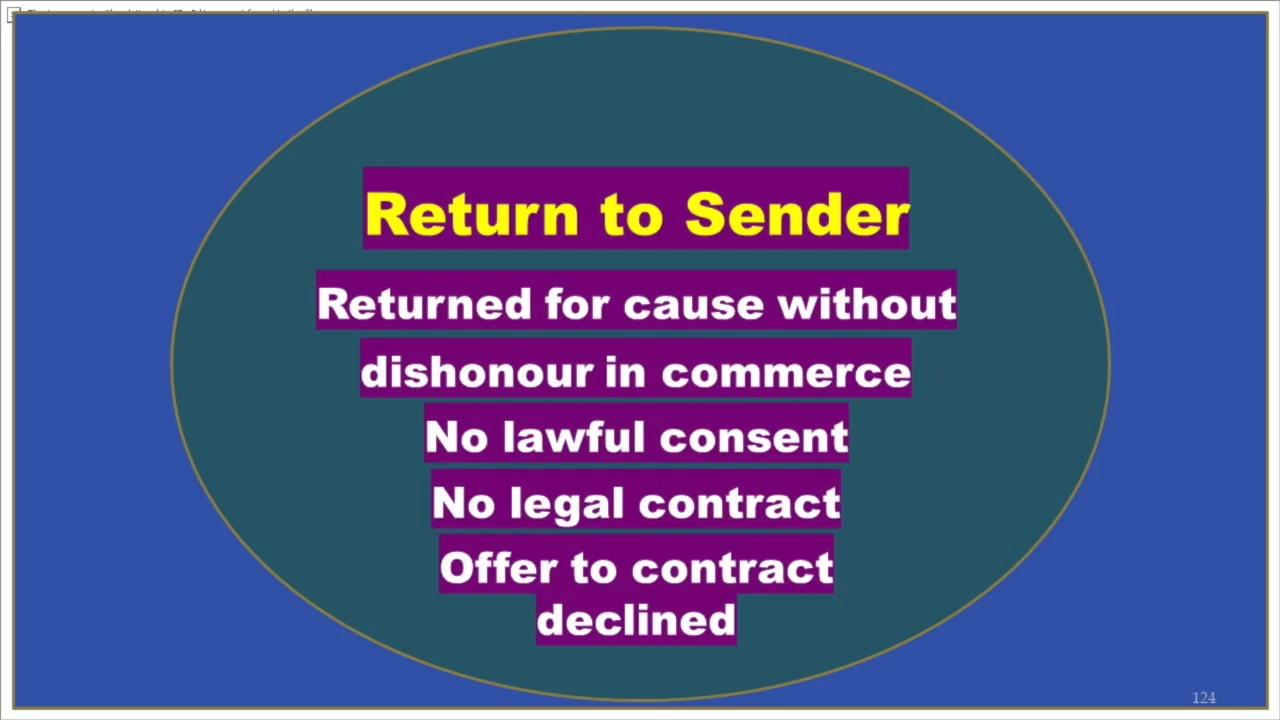 Return to Sender
Returned for cause without
dishonour in commerce
No lawful consent
No legal contract
Offer to contract
declined
124